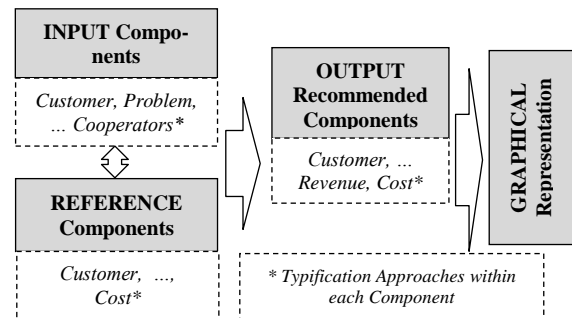 INPUT Compo-
nents
Customer, Problem,
... Cooperators*
REFERENCE
Components
Customer, ...,
Cost*
OUTPUT
Recommended
Components
Customer, ...
Revenue, Cost*
* Typification Approaches within
each Component
GRAPHICAL
Representation